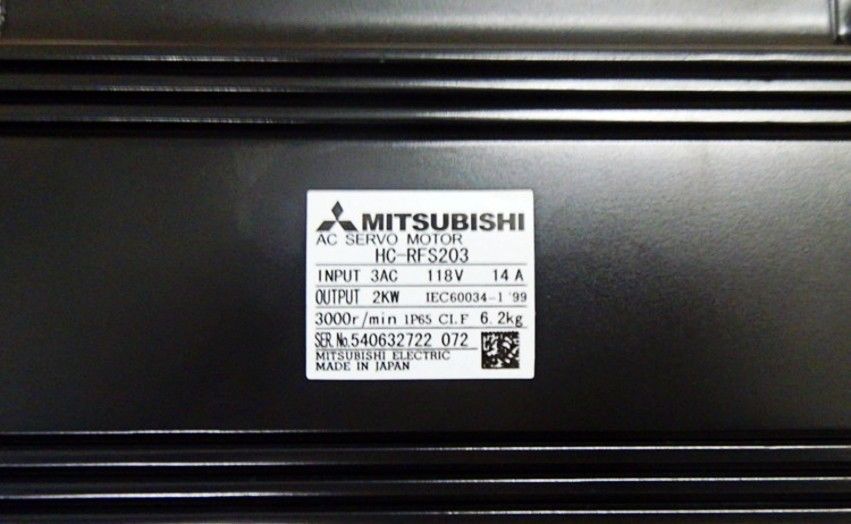 MITSUBISHI
AC SERVO MOTOR
HC-RFS203
INPUT 3AC 118V 14 A
OUTPUT 2KW IEC60034-1 '99
3000r/min IP65 CI.F 6.2kg
SER.No.540632722 072
MITSUBISHI ELECTRIC
MADE IN JAPAN